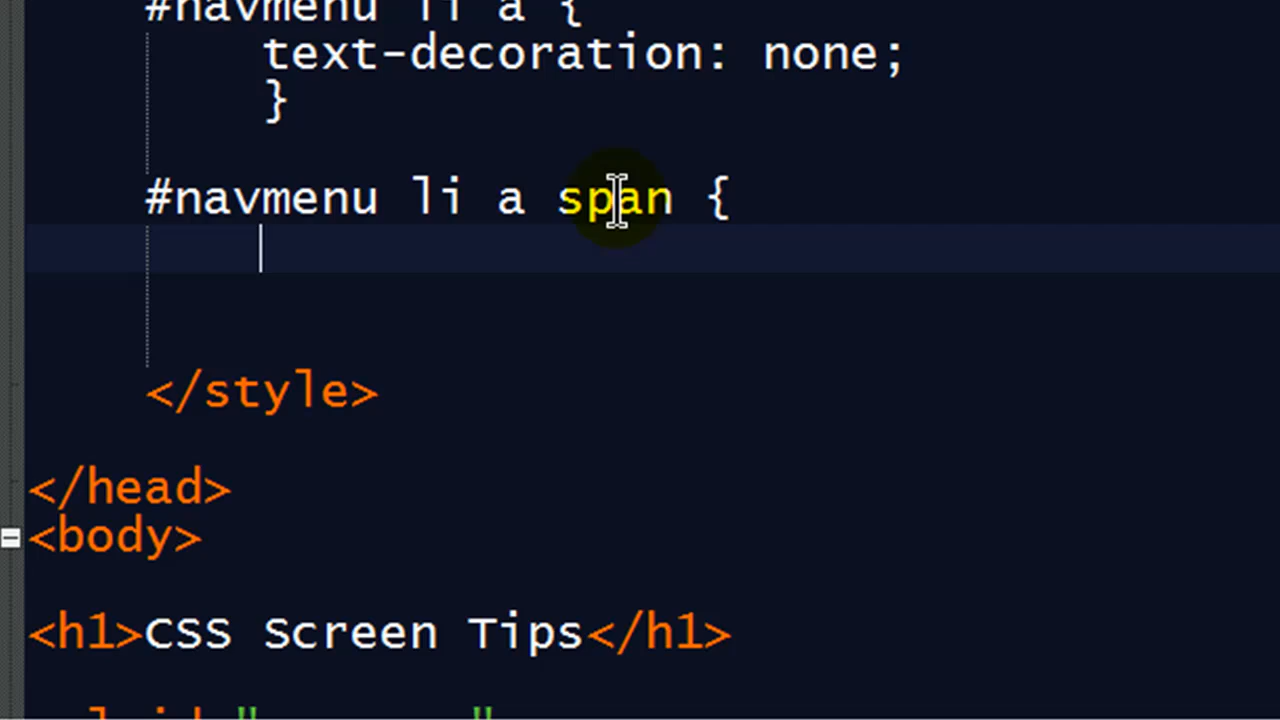 #navmenu li a {
text-decoration: none;
}
#navmenu li a span {
</style>
</head>
<body>
<h1>CSS Screen Tips</h1>